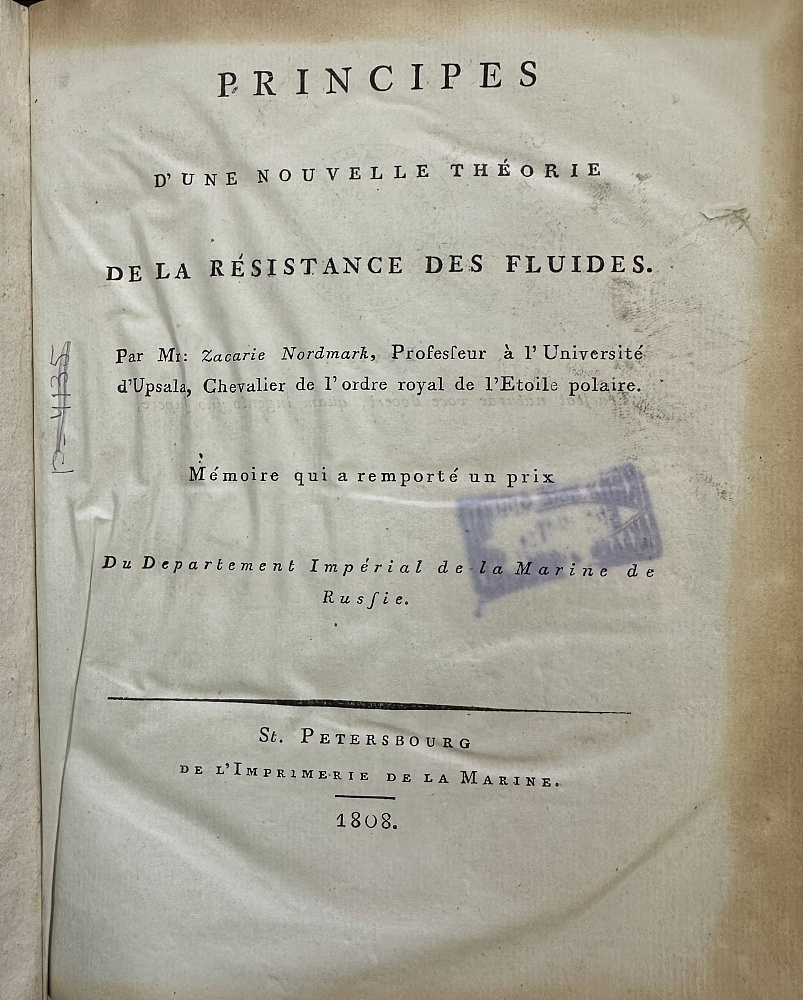 PRINCIPES
D'UNE NOUVELLE THÉORIE
DE LA RÉSISTANCE DES FLUIDES.
Par Mr: Zacarie Nordmark, Profesſeur à l'Université
d'Upsala, Chevalier de l'ordre royal de l'Etoile polaire.
Mémoire qui a remporté un prix
Du Departement Impérial de la Marine de
Rusſie.
St. PETERSBOURG
DE L'IMPRIMERIE DE LA MARINE.
1808.
P-4135